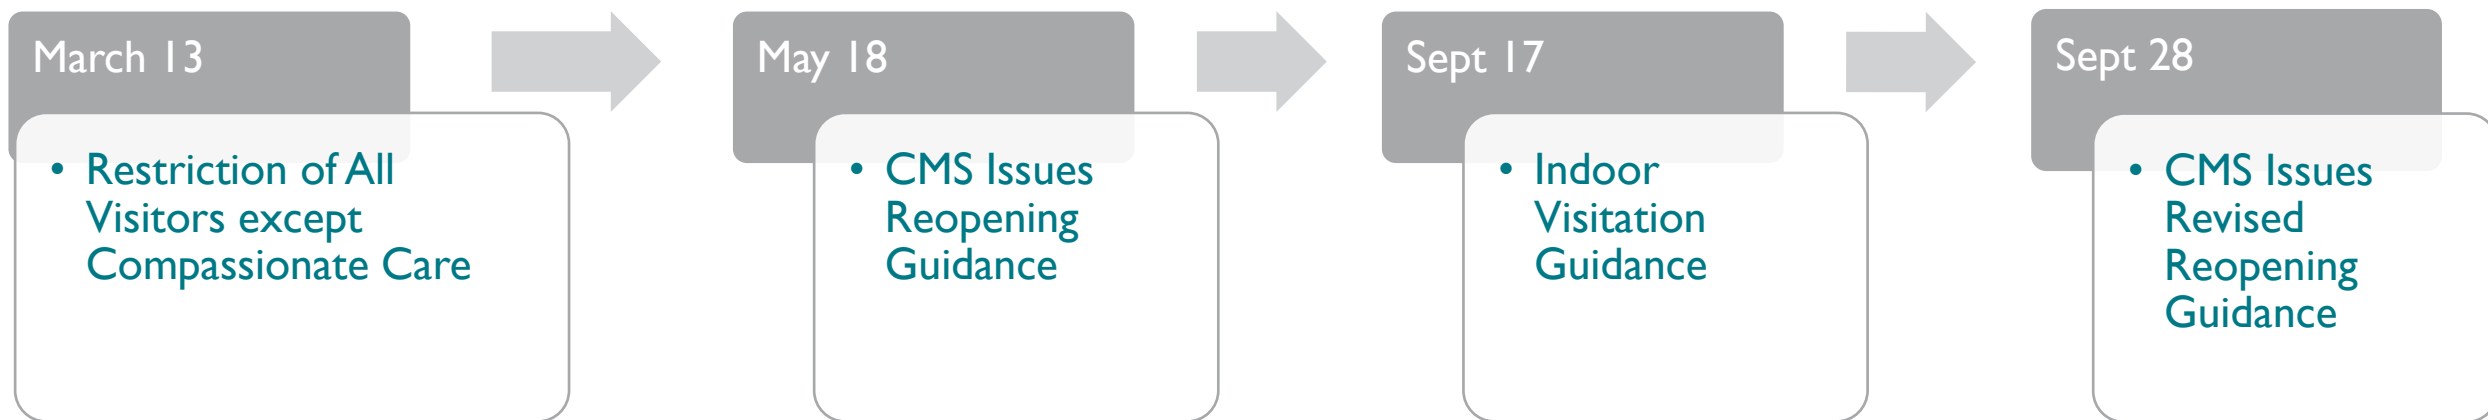 March 13
• Restriction of All
Visitors except
Compassionate Care
May 18
• CMS Issues
Reopening
Guidance
Sept 17
• Indoor
Visitation
Guidance
Sept 28
• CMS Issues
Revised
Reopening
Guidance